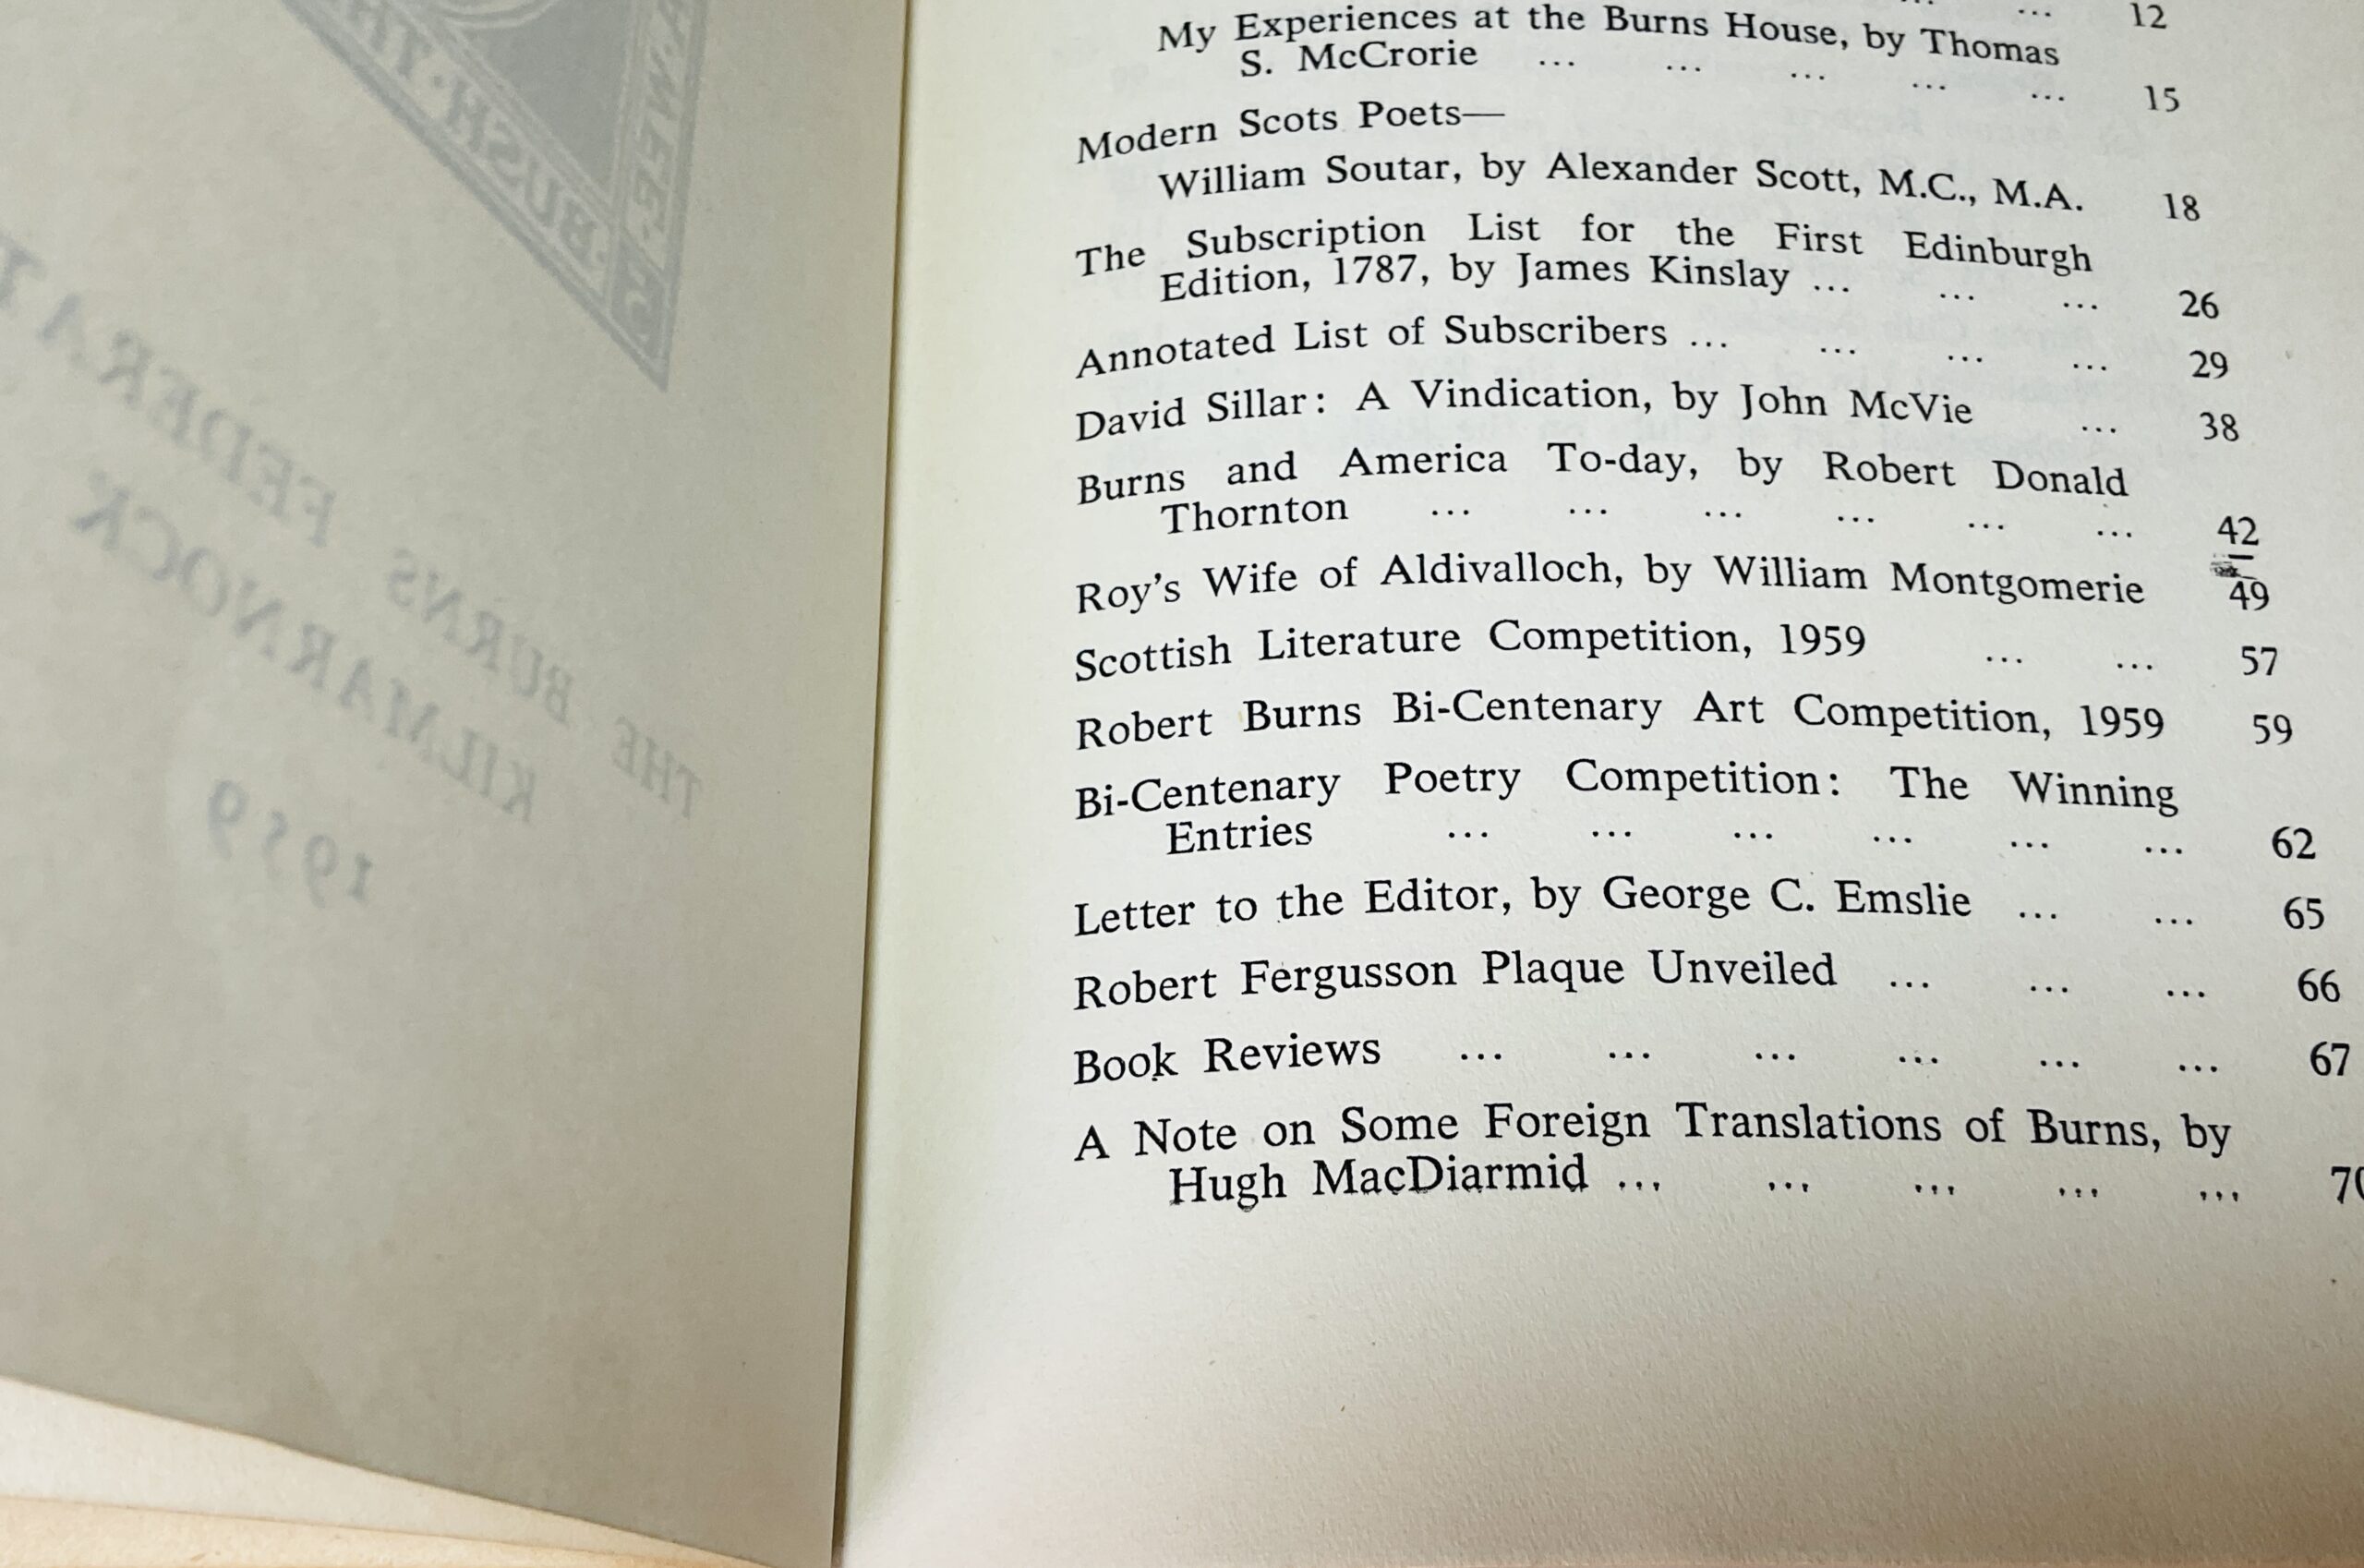 ... 12
My Experiences at the Burns House, by Thomas
S. McCrorie ... ... ... ... ... 15
Modern Scots Poets—
William Soutar, by Alexander Scott, M.C., M.A. 18
The Subscription List for the First Edinburgh
Edition, 1787, by James Kinslay ... ... ... 26
Annotated List of Subscribers ... ... ... ... 29
David Sillar: A Vindication, by John McVie ... 38
Burns and America To-day, by Robert Donald
Thornton ... ... ... ... ... ... 42
Roy's Wife of Aldivalloch, by William Montgomerie 49
Scottish Literature Competition, 1959 ... ... 57
Robert Burns Bi-Centenary Art Competition, 1959 59
Bi-Centenary Poetry Competition: The Winning
Entries ... ... ... ... ... ... 62
Letter to the Editor, by George C. Emslie ... ... 65
Robert Fergusson Plaque Unveiled ... ... ... 66
Book Reviews ... ... ... ... ... ... 67
A Note on Some Foreign Translations of Burns, by
Hugh MacDiarmid ... ... ... ... ... 70
THE BURNS FEDERAT
KILMARNOCK
1959